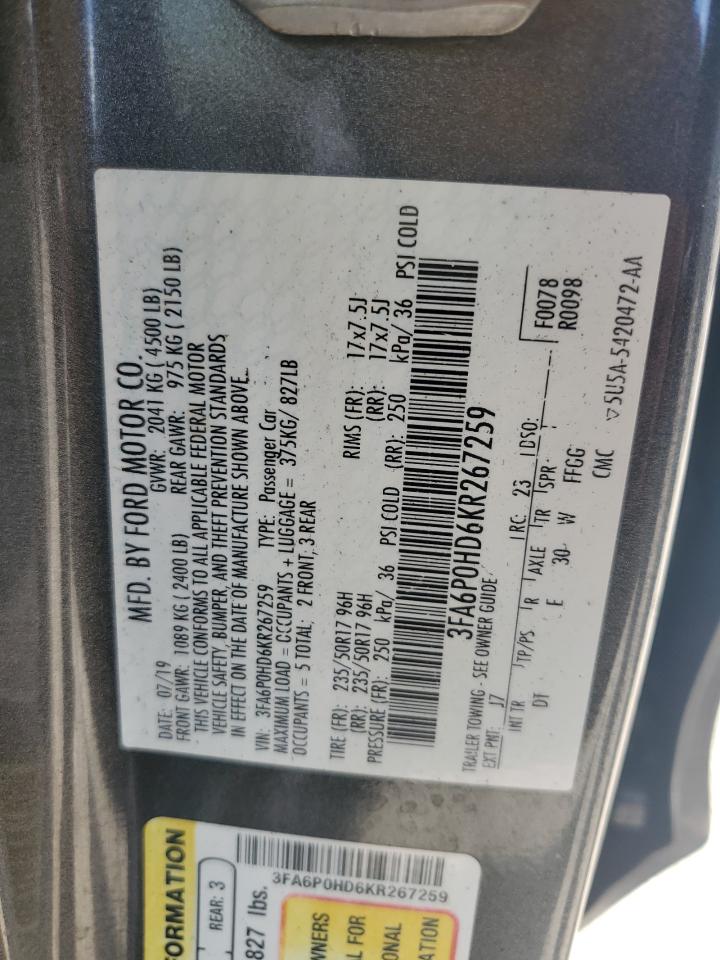 MFD. BY FORD MOTOR CO.
DATE: 07/19 GVWR: 2041 KG ( 4500 LB)
FRONT GAWR: 1089 KG ( 2400 LB) REAR GAWR: 975 KG ( 2150 LB)
THIS VEHICLE CONFORMS TO ALL APPLICABLE FEDERAL MOTOR
VEHICLE SAFETY, BUMPER, AND THEFT PREVENTION STANDARDS
IN EFFECT ON THE DATE OF MANUFACTURE SHOWN ABOVE.
VIN: 3FA6P0HD6KR267259 TYPE: Passenger Car
MAXIMUM LOAD = OCCUPANTS + LUGGAGE = 375KG/ 827LB
OCCUPANTS = 5 TOTAL; 2 FRONT, 3 REAR
TIRE (FR): 235/50R17 96H RIMS (FR): 17x7.5J
(RR): 235/50R17 96H (RR): 17x7.5J
PRESSURE (FR): 250 kPa/ 36 PSI COLD (RR): 250 kPa/ 36 PSI COLD
3FA6P0HD6KR267259
TRAILER TOWING - SEE OWNER GUIDE
EXT PNT: J7 RC: 23 DSO:
INT TR TP/PS R AXLE TR SPR
DT E 30 W FFGG
F0078
R0098
CMC
▽5U5A-5420472-AA
FORMATION
REAR: 3
827 lbs.
3FA6P0HD6KR267259
WNERS
L FOR
ONAL
ATION